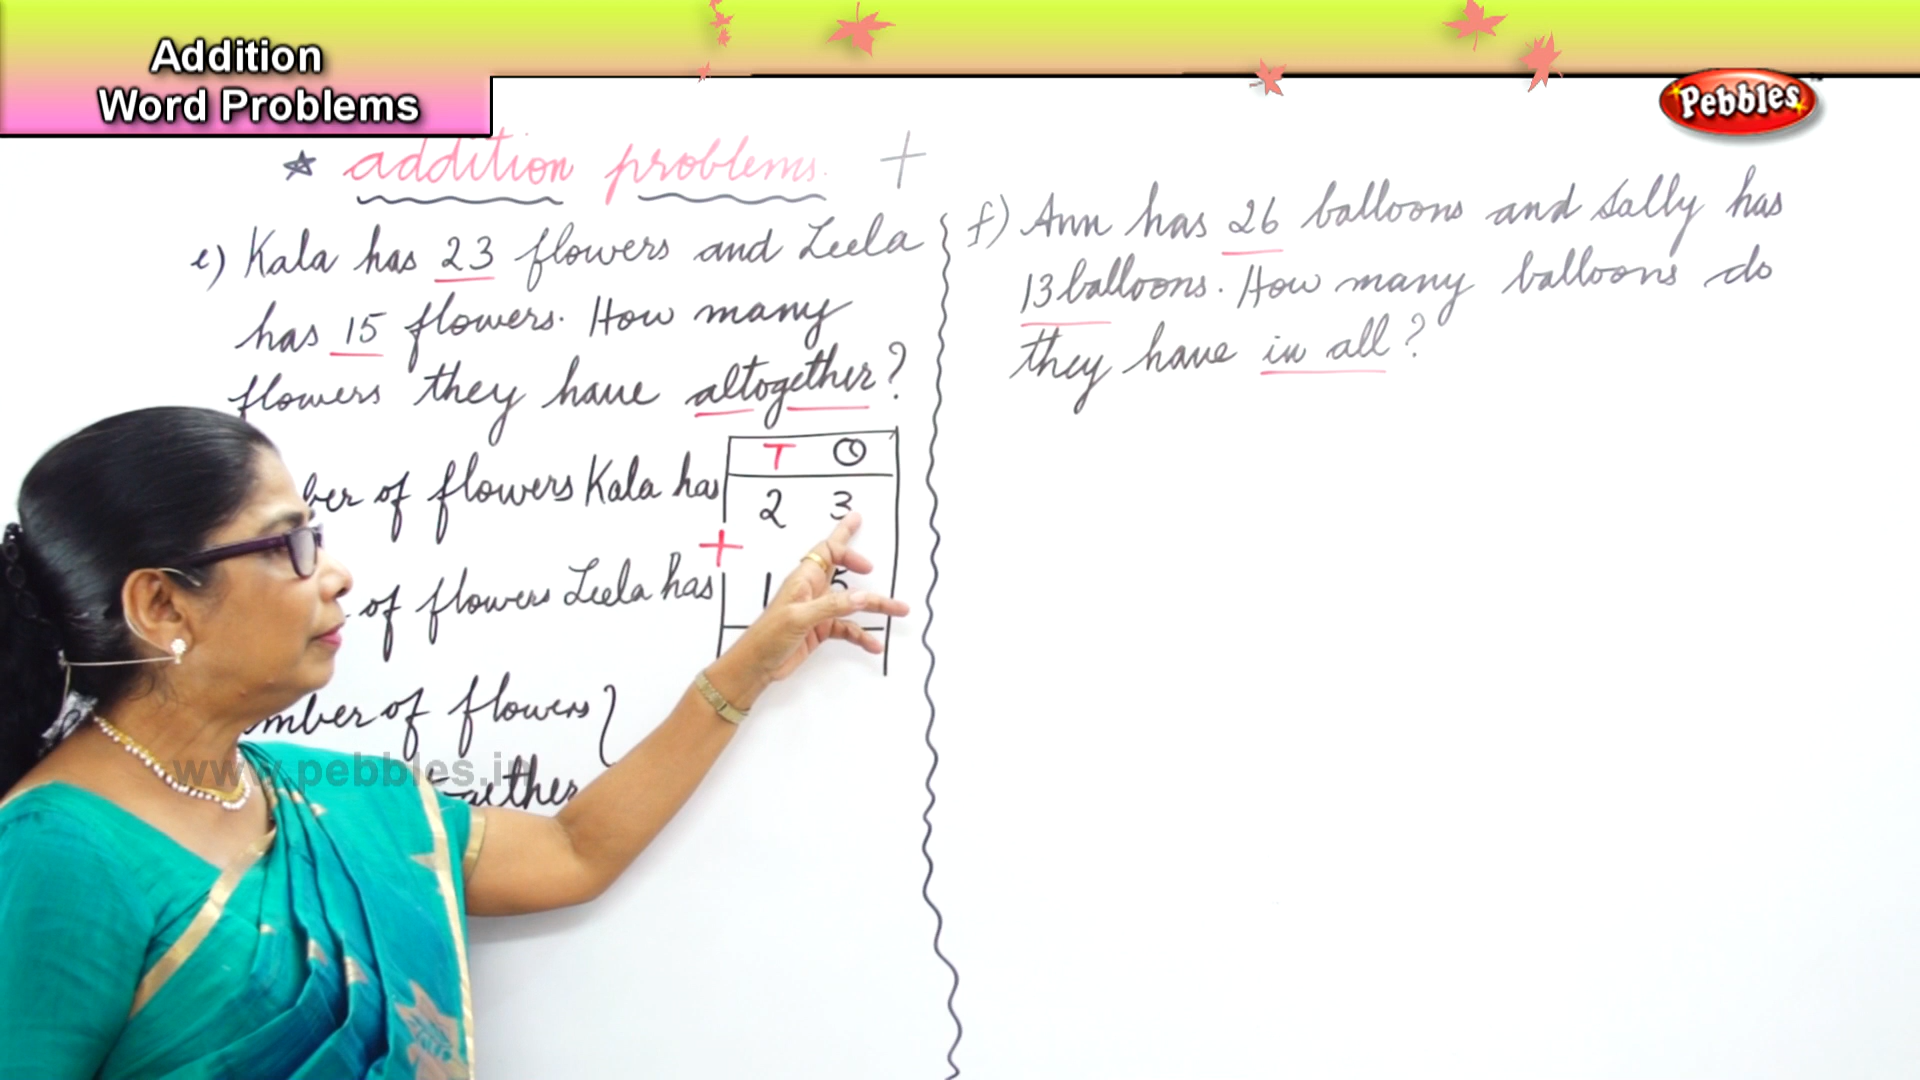 Addition
Word Problems
Pebbles
addition problems. +
e) Kala has 23 flowers and Leela
has 15 flowers. How many
flowers they have altogether?
T O
of flowers Kala has 2 3
+
of flowers Leela has 1 5
of flowers
www.pebbles.in
f) Ann has 26 balloons and Sally has
13 balloons. How many balloons do
they have in all?